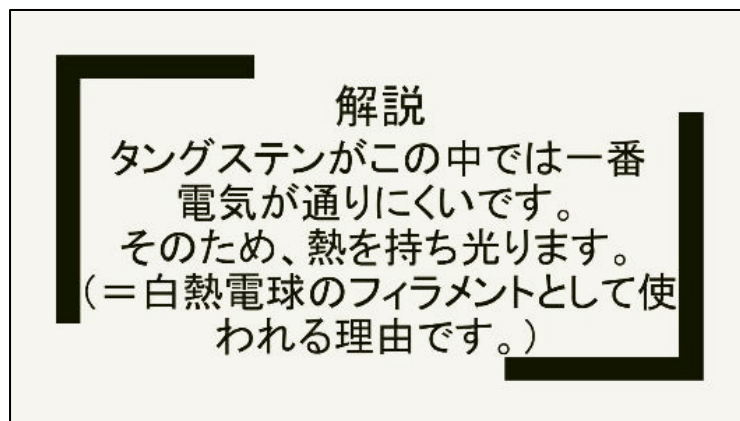 解説
タングステンがこの中では一番
電気が通りにくいです。
そのため、熱を持ち光ります。
(＝白熱電球のフィラメントとして使
われる理由です。)